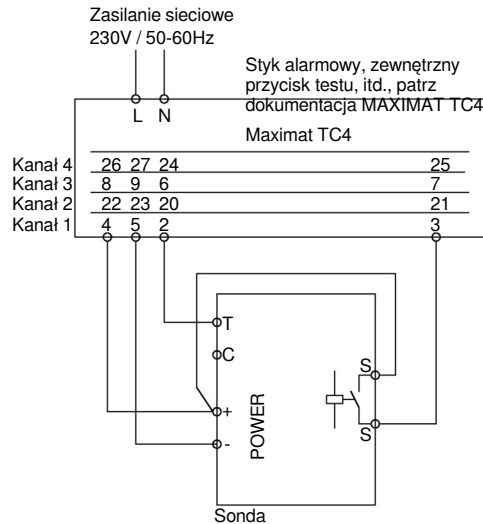 Zasilanie sieciowe
230V / 50-60Hz
Styk alarmowy, zewnętrzny
przycisk testu, itd., patrz
dokumentacja MAXIMAT TC4
L N
Maximat TC4
Kanał 4 26 27 24 25
Kanał 3 8 9 6 7
Kanał 2 22 23 20 21
Kanał 1 4 5 2 3
T
C
S
+
S
-
POWER
Sonda